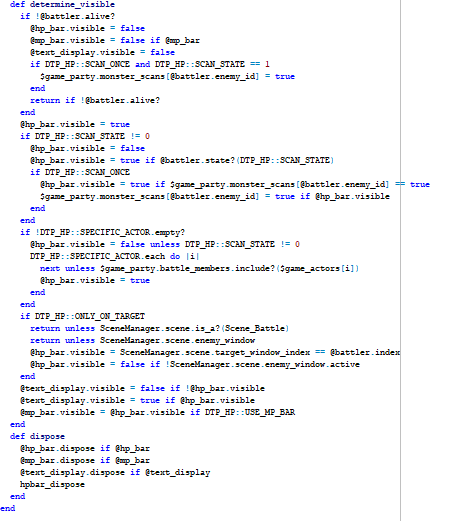 def determine_visible
if !@battler.alive?
@hp_bar.visible = false
@mp_bar.visible = false if @mp_bar
@text_display.visible = false
if DTP_HP::SCAN_ONCE and DTP_HP::SCAN_STATE == 1
$game_party.monster_scans[@battler.enemy_id] = true
end
return if !@battler.alive?
end
@hp_bar.visible = true
if DTP_HP::SCAN_STATE != 0
@hp_bar.visible = false
@hp_bar.visible = true if @battler.state?(DTP_HP::SCAN_STATE)
if DTP_HP::SCAN_ONCE
@hp_bar.visible = true if $game_party.monster_scans[@battler.enemy_id] == true
$game_party.monster_scans[@battler.enemy_id] = true if @hp_bar.visible
end
end
if !DTP_HP::SPECIFIC_ACTOR.empty?
@hp_bar.visible = false unless DTP_HP::SCAN_STATE != 0
DTP_HP::SPECIFIC_ACTOR.each do |i|
next unless $game_party.battle_members.include?($game_actors[i])
@hp_bar.visible = true
end
end
if DTP_HP::ONLY_ON_TARGET
return unless SceneManager.scene.is_a?(Scene_Battle)
return unless SceneManager.scene.enemy_window
@hp_bar.visible = SceneManager.scene.target_window_index == @battler.index
@hp_bar.visible = false if !SceneManager.scene.enemy_window.active
end
@text_display.visible = false if !@hp_bar.visible
@text_display.visible = true if @hp_bar.visible
@mp_bar.visible = @hp_bar.visible if DTP_HP::USE_MP_BAR
end
def dispose
@hp_bar.dispose if @hp_bar
@mp_bar.dispose if @mp_bar
@text_display.dispose if @text_display
hpbar_dispose
end
end